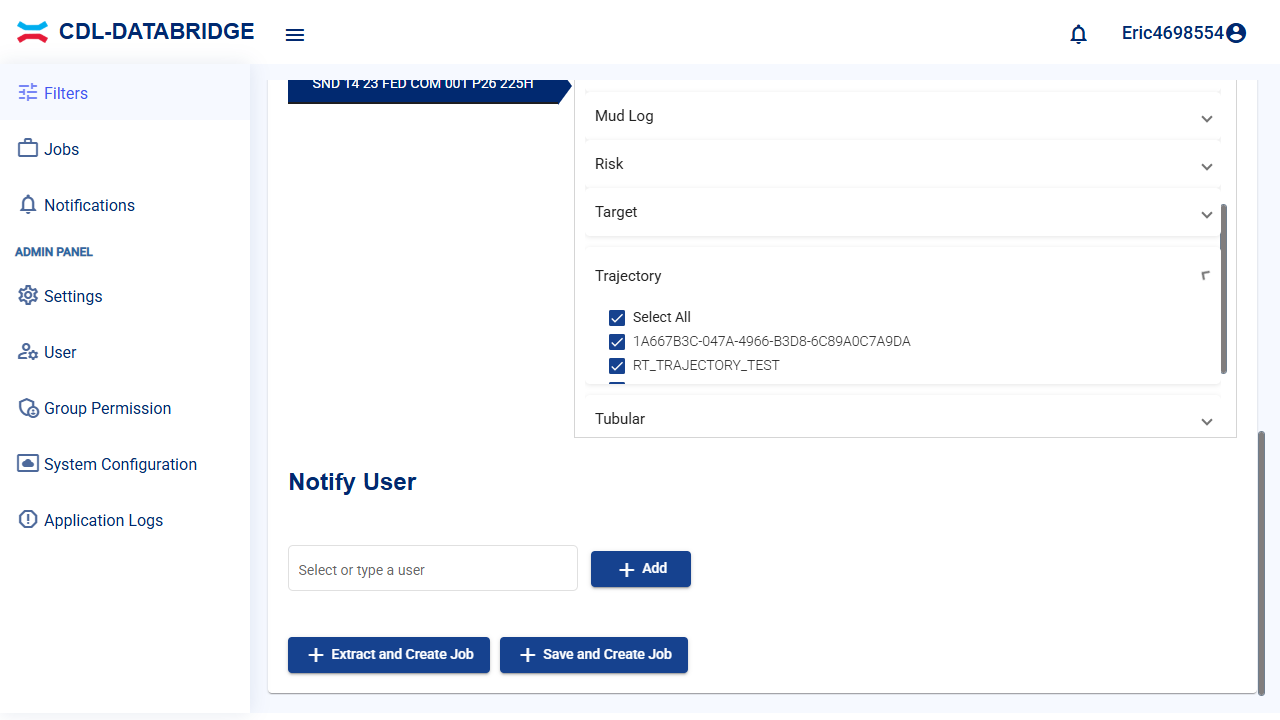 CDL-DATABRIDGE
Eric4698554
Filters
Jobs
Notifications
ADMIN PANEL
Settings
User
Group Permission
System Configuration
Application Logs
SND 14 23 FED COM 001 P26 225H
Mud Log
Risk
Target
Trajectory
Select All
1A667B3C-047A-4966-B3D8-6C89A0C7A9DA
RT_TRAJECTORY_TEST
Tubular
Notify User
Select or type a user
Add
Extract and Create Job
Save and Create Job